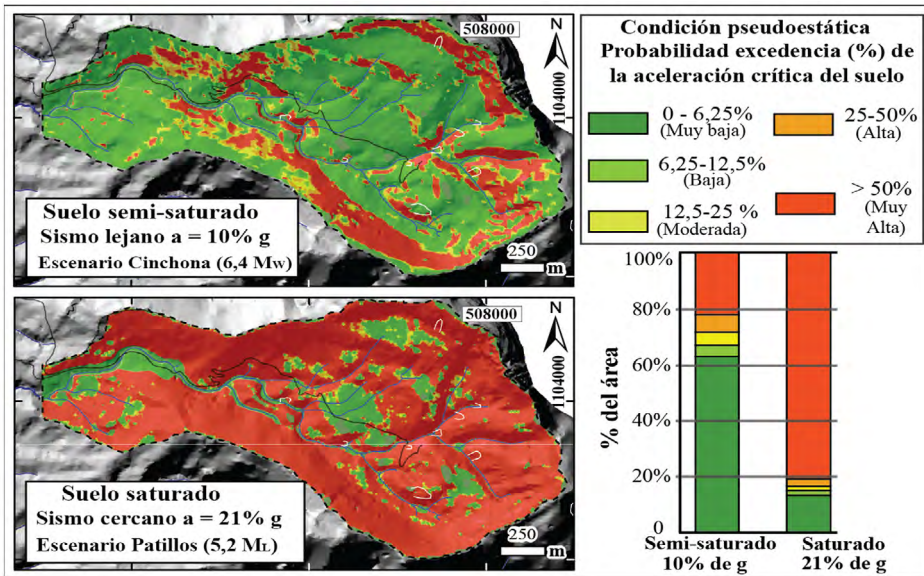 508000
N
1104000
Suelo semi-saturado
Sismo lejano a = 10% g
Escenario Cinchona (6,4 Mw)
250
m
508000
N
1104000
Suelo saturado
Sismo cercano a = 21% g
Escenario Patillos (5,2 ML)
250
m
Condición pseudoestática
Probabilidad excedencia (%) de
la aceleración crítica del suelo
0 - 6,25%
(Muy baja)
6,25-12,5%
(Baja)
12,5-25 %
(Moderada)
25-50%
(Alta)
> 50%
(Muy
Alta)
100%
80%
60%
40%
20%
0
% del área
Semi-saturado
10% de g
Saturado
21% de g